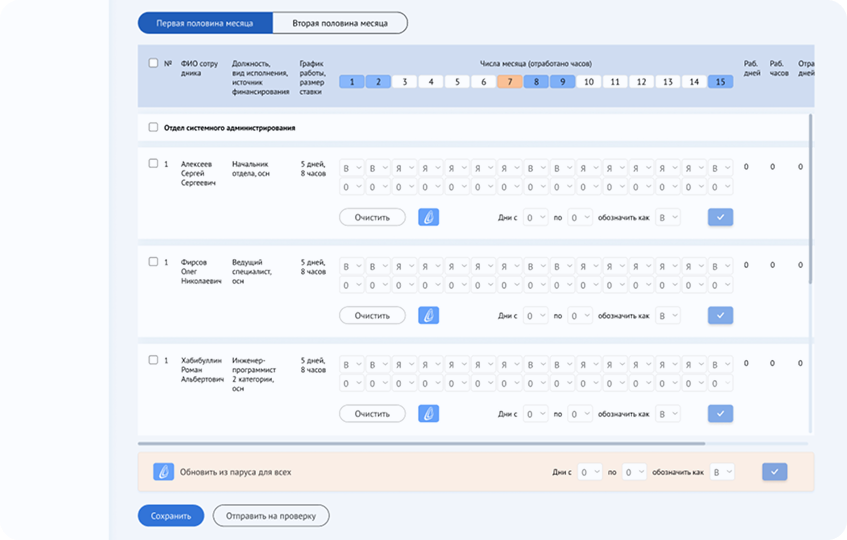 Первая половина месяца Вторая половина месяца
№ ФИО сотру Должность, График Числа месяца (отработано часов) Раб. Раб. Отра
дника вид исполнения, работы, дней часов дней
источник размер
финансирования ставки
1 2 3 4 5 6 7 8 9 10 11 12 13 14 15
Отдел системного администрирования
1 Алексеев Начальник 5 дней, В В Я Я Я Я Я В В Я Я Я Я Я В 0 0 0
Сергей отдела, осн 8 часов
Сергеевич 0 0 0 0 0 0 0 0 0 0 0 0 0 0 0
Очистить Дни с 0 по 0 обозначить как В
1 Фирсов Ведущий 5 дней, В В Я Я Я Я Я В В Я Я Я Я Я В 0 0 0
Олег специалист, 8 часов
Николаевич осн 0 0 0 0 0 0 0 0 0 0 0 0 0 0 0
Очистить Дни с 0 по 0 обозначить как В
1 Хабибуллин Инженер- 5 дней, В В Я Я Я Я Я В В Я Я Я Я Я В 0 0 0
Роман программист 8 часов
Альбертович 2 категории, 0 0 0 0 0 0 0 0 0 0 0 0 0 0 0
осн
Очистить Дни с 0 по 0 обозначить как В
Обновить из паруса для всех Дни с 0 по 0 обозначить как В
Сохранить Отправить на проверку